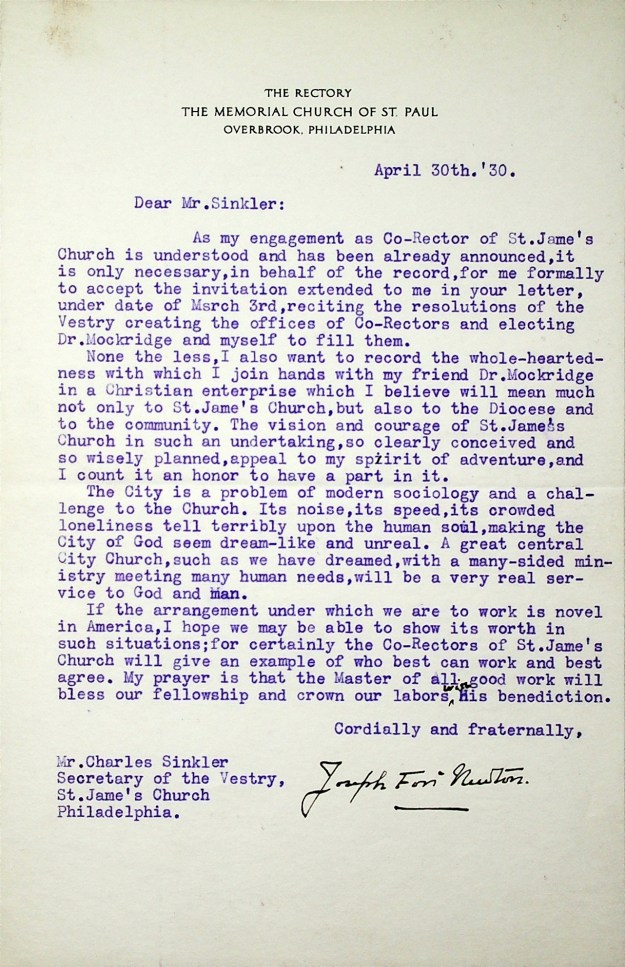 THE RECTORY
THE MEMORIAL CHURCH OF ST. PAUL
OVERBROOK, PHILADELPHIA
April 30th.'30.
Dear Mr.Sinkler:
As my engagement as Co-Rector of St.Jame's
Church is understood and has been already announced,it
is only necessary,in behalf of the record,for me formally
to accept the invitation extended to me in your letter,
under date of Msrch 3rd,reciting the resolutions of the
Vestry creating the offices of Co-Rectors and electing
Dr.Mockridge and myself to fill them.
None the less,I also want to record the whole-hearted-
ness with which I join hands with my friend Dr.Mockridge
in a Christian enterprise which I believe will mean much
not only to St.Jame's Church,but also to the Diocese and
to the community. The vision and courage of St.James's
Church in such an undertaking,so clearly conceived and
so wisely planned,appeal to my spirit of adventure,and
I count it an honor to have a part in it.
The City is a problem of modern sociology and a chal-
lenge to the Church. Its noise,its speed,its crowded
loneliness tell terribly upon the human soul,making the
City of God seem dream-like and unreal. A great central
City Church,such as we have dreamed,with a many-sided min-
istry meeting many human needs,will be a very real ser-
vice to God and man.
If the arrangement under which we are to work is novel
in America,I hope we may be able to show its worth in
such situations;for certainly the Co-Rectors of St.Jame's
Church will give an example of who best can work and best
agree. My prayer is that the Master of all good work will
bless our fellowship and crown our labors with His benediction.
Cordially and fraternally,
Joseph Fort Newton.
Mr.Charles Sinkler
Secretary of the Vestry,
St.Jame's Church
Philadelphia.